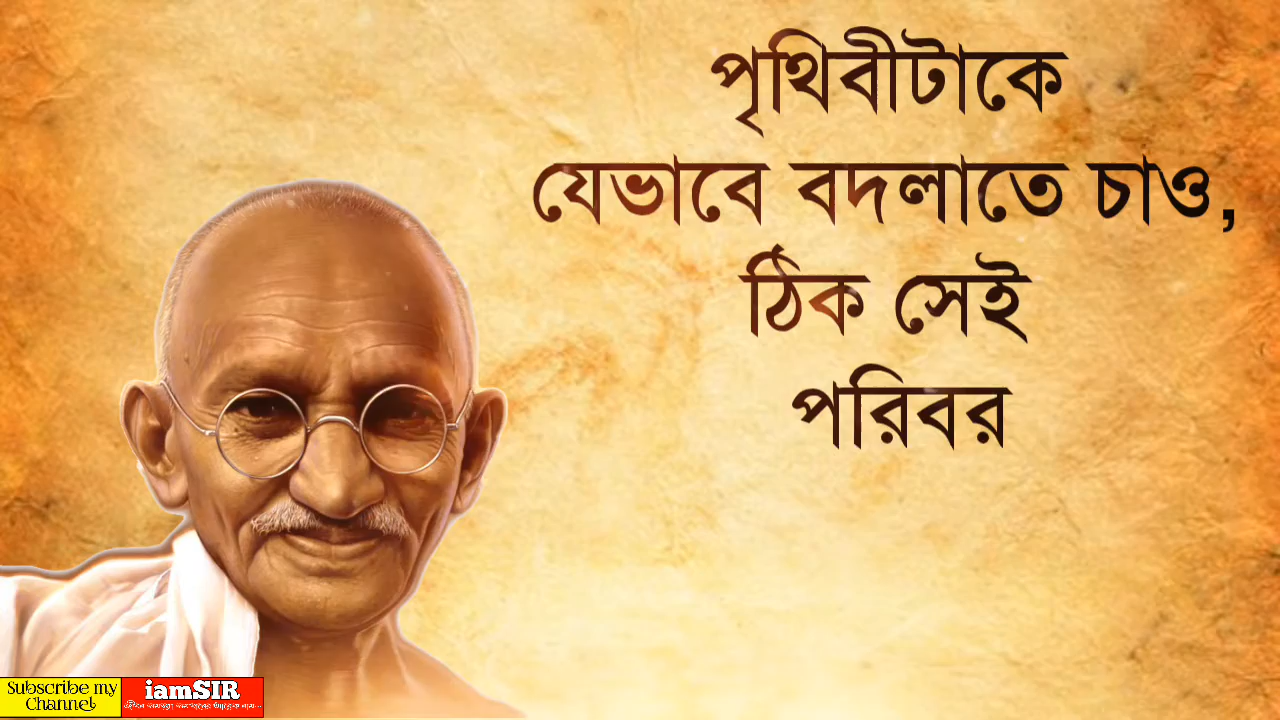 পৃথিবীটাকে
যেভাবে বদলাতে চাও,
ঠিক সেই
পরিবর
Subscribe my
Channel
iamSIR